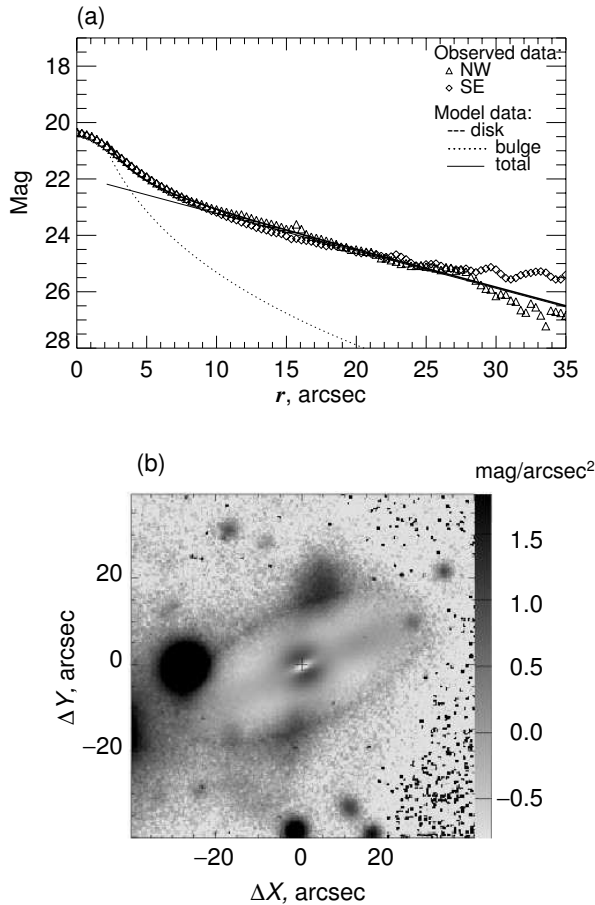 (a)
Observed data:
NW
SE
Model data:
disk
bulge
total
Mag
18
20
22
24
26
28
0 5 10 15 20 25 30 35
r, arcsec
(b)
mag/arcsec²
1.5
1.0
0.5
0.0
−0.5
ΔY, arcsec
20
0
−20
−20 0 20
ΔX, arcsec